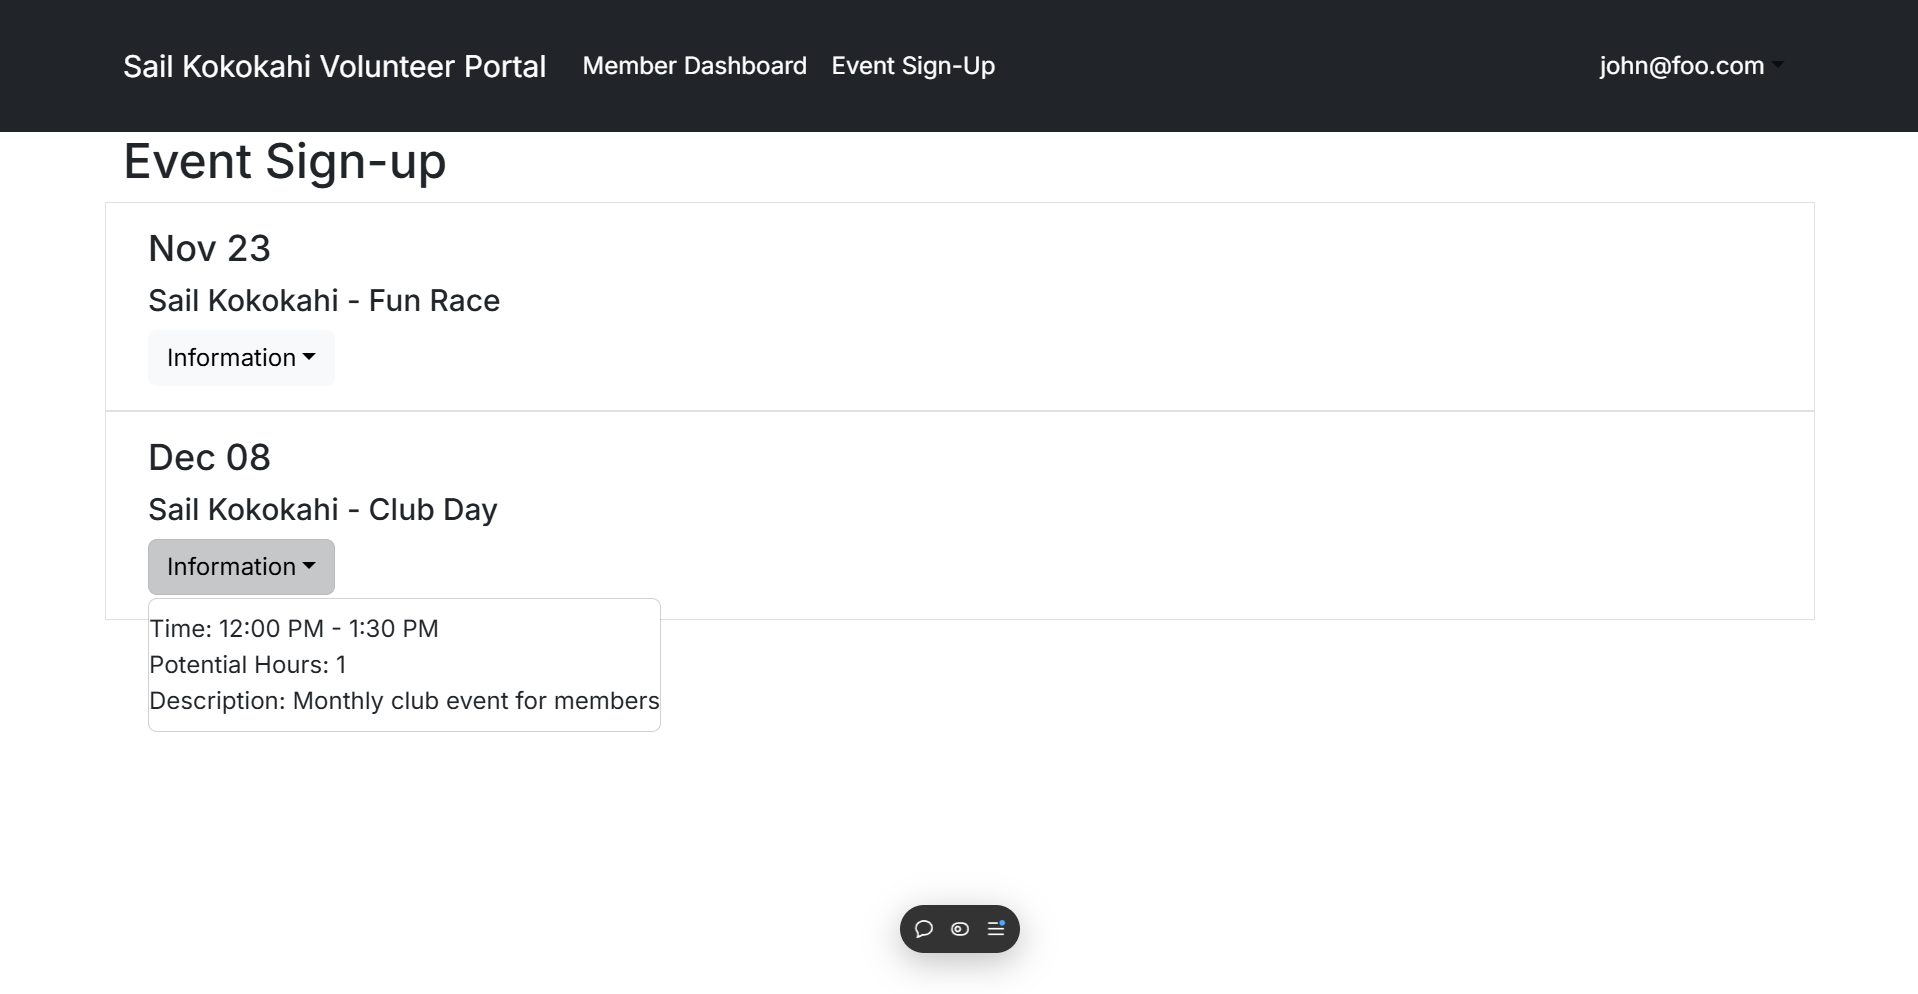 Sail Kokokahi Volunteer Portal Member Dashboard Event Sign-Up john@foo.com
Event Sign-up
Nov 23
Sail Kokokahi - Fun Race
Information
Dec 08
Sail Kokokahi - Club Day
Information
Time: 12:00 PM - 1:30 PM
Potential Hours: 1
Description: Monthly club event for members